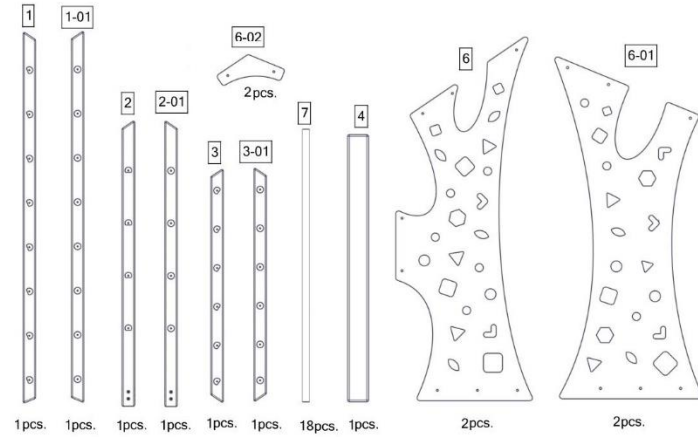 1
1-01
6-02
6
6-01
2
2-01
7
4
2pcs.
3
3-01
1pcs.
1pcs.
1pcs.
1pcs.
1pcs.
1pcs.
18pcs.
1pcs.
2pcs.
2pcs.